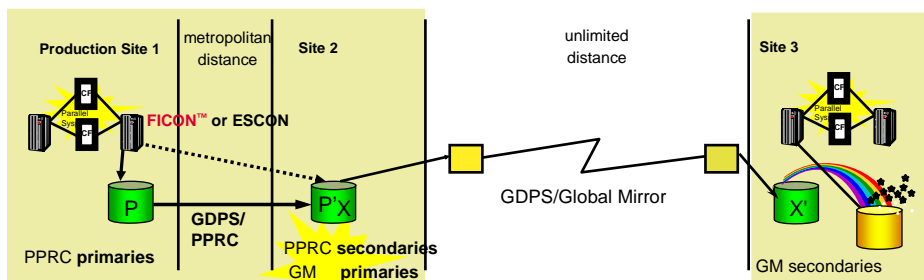 Production Site 1
metropolitan
distance
Site 2
unlimited
distance
Site 3
CF
Parallel
Sys
CF
FICON™ or ESCON
CF
Parallel
Sys
CF
P
GDPS/
PPRC
P'X
GDPS/Global Mirror
X'
PPRC primaries
PPRC secondaries
GM primaries
GM secondaries